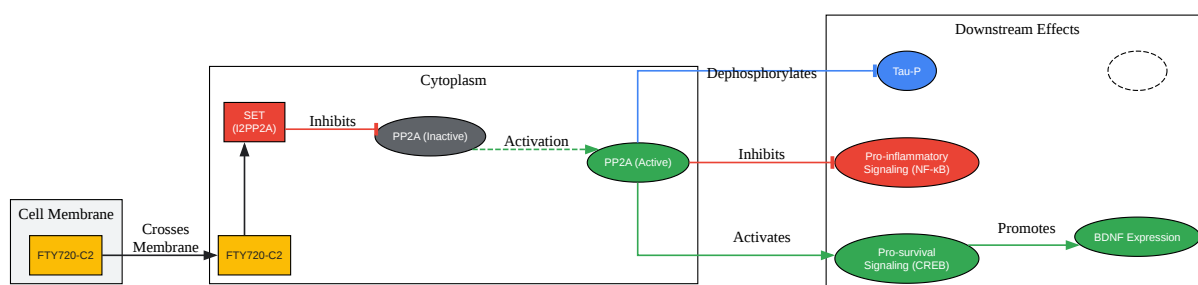 Downstream Effects
Cytoplasm
Dephosphorylates
Tau-P
SET
(I2PP2A)
Inhibits
PP2A (Inactive)
Activation
PP2A (Active)
Inhibits
Pro-inflammatory
Signaling (NF-κB)
Cell Membrane
FTY720-C2
Crosses
Membrane
FTY720-C2
Activates
Pro-survival
Signaling (CREB)
Promotes
BDNF Expression